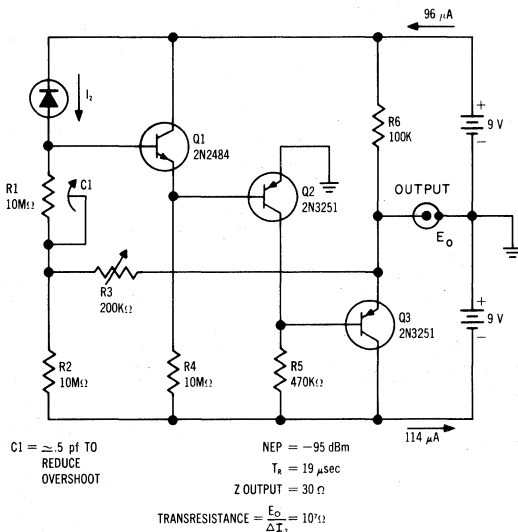 96 μA
I₂
Q1
2N2484
R6
100K
+
9 V
−
R1
10MΩ
C1
Q2
2N3251
OUTPUT
E₀
R3
200KΩ
Q3
2N3251
+
9 V
−
R2
10MΩ
R4
10MΩ
R5
470KΩ
114 μA
C1 = ≃.5 pf TO
REDUCE
OVERSHOOT
NEP = −95 dBm
T_R = 19 μsec
Z OUTPUT = 30 Ω
TRANSRESISTANCE = E₀/ΔI₂ = 10⁷Ω